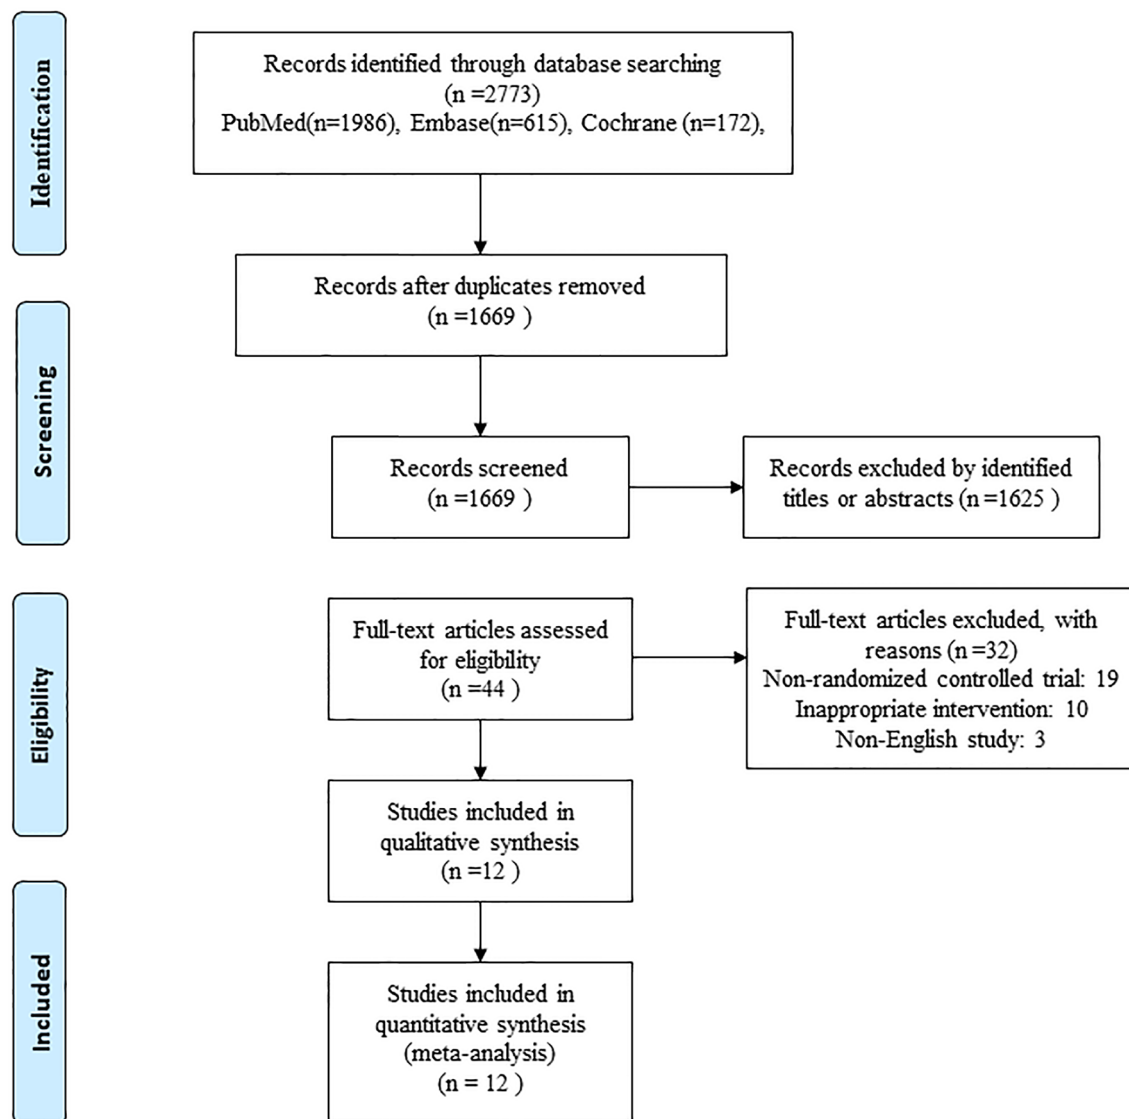 Identification
Records identified through database searching
(n =2773)
PubMed(n=1986), Embase(n=615), Cochrane (n=172),
Records after duplicates removed
(n =1669 )
Screening
Records screened
(n =1669 )
Records excluded by identified
titles or abstracts (n =1625 )
Eligibility
Full-text articles assessed
for eligibility
(n =44 )
Full-text articles excluded, with
reasons (n =32)
Non-randomized controlled trial: 19
Inappropriate intervention: 10
Non-English study: 3
Studies included in
qualitative synthesis
(n =12 )
Included
Studies included in
quantitative synthesis
(meta-analysis)
(n = 12 )